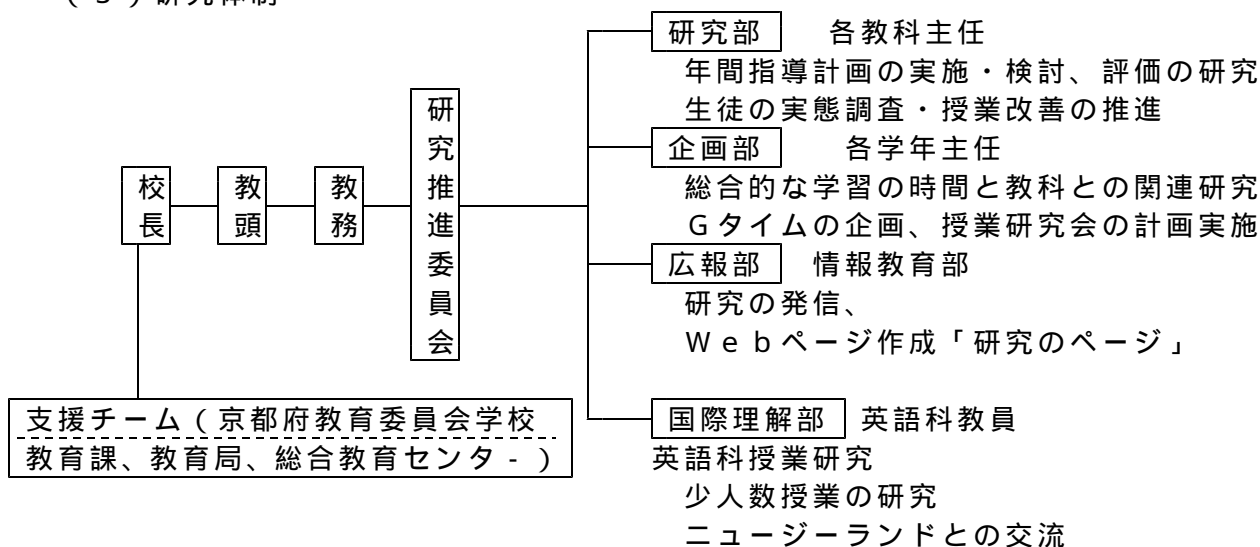 研究部 各教科主任
年間指導計画の実施・検討、評価の研究
生徒の実態調査・授業改善の推進
企画部 各学年主任
総合的な学習の時間と教科との関連研究
Gタイムの企画、授業研究会の計画実施
広報部 情報教育部
研究の発信、
Webページ作成「研究のページ」
国際理解部 英語科教員
英語科授業研究
少人数授業の研究
ニュージーランドとの交流
校長
教頭
教務
研究推進委員会
支援チーム(京都府教育委員会学校
教育課、教育局、総合教育センタ-)